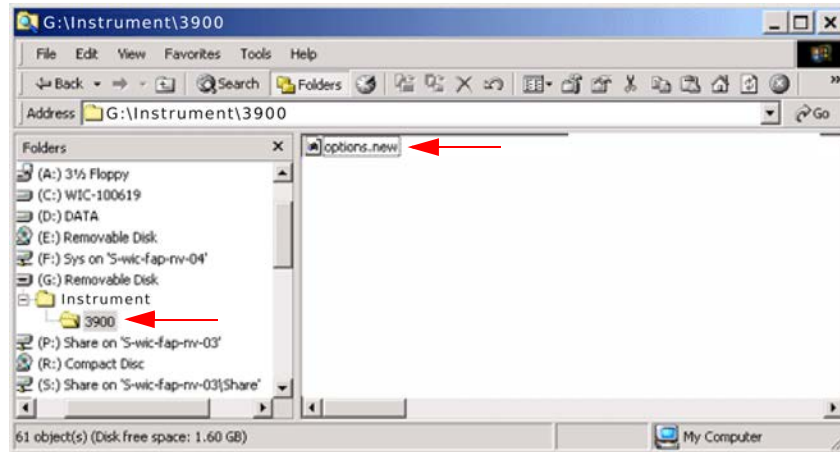 G:\Instrument\3900
File Edit View Favorites Tools Help
Back Search Folders
Address G:\Instrument\3900 Go
Folders
options.new
(A:) 3½ Floppy
(C:) WIC-100619
(D:) DATA
(E:) Removable Disk
(F:) Sys on 'S-wic-fap-nv-04'
(G:) Removable Disk
Instrument
3900
(P:) Share on 'S-wic-fap-nv-03'
(R:) Compact Disc
(S:) Share on 'S-wic-fap-nv-03\Share'
61 object(s) (Disk free space: 1.60 GB)
My Computer